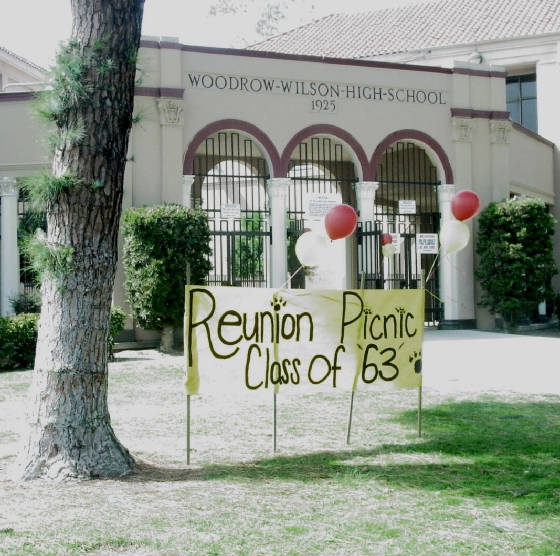 WOODROW-WILSON-HIGH-SCHOOL
1925
Reunion Picnic
Class of '63'